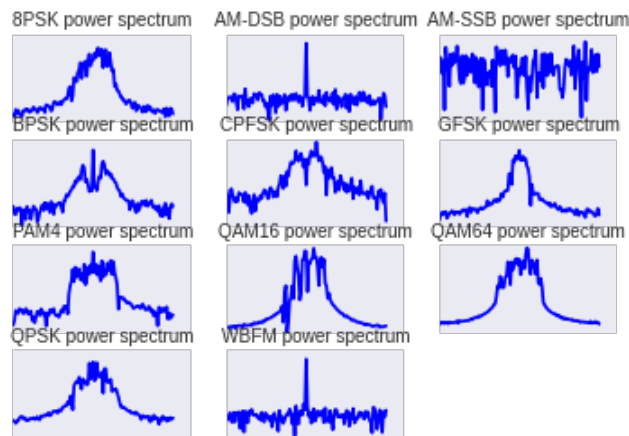 8PSK power spectrum AM-DSB power spectrum AM-SSB power spectrum
BPSK power spectrum CPFSK power spectrum GFSK power spectrum
PAM4 power spectrum QAM16 power spectrum QAM64 power spectrum
QPSK power spectrum WBFM power spectrum